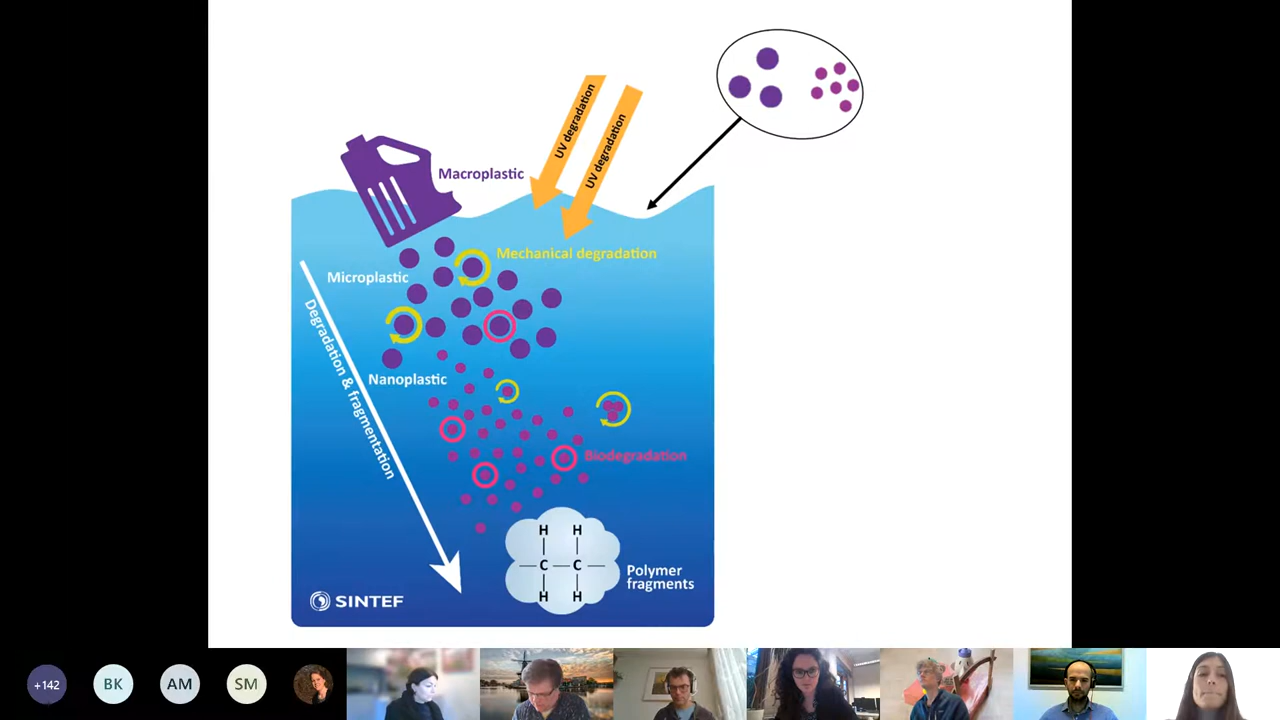 UV degradation
UV degradation
Macroplastic
Mechanical degradation
Microplastic
Degradation & fragmentation
Nanoplastic
Biodegradation
H H
C C
H H
Polymer
fragments
SINTEF
+142
BK
AM
SM